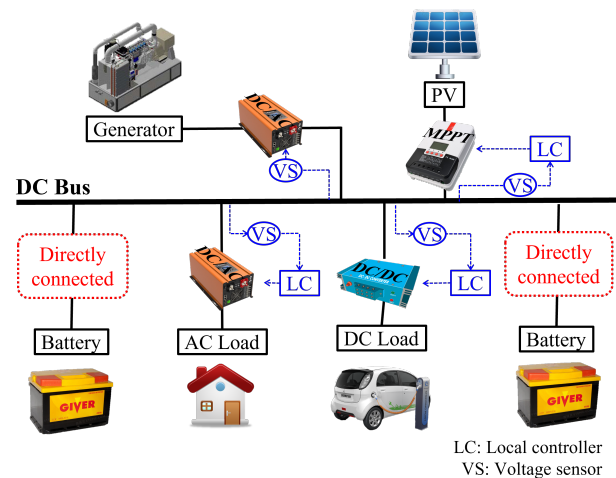 PV
Generator
DC/AC
MPPT
LC
VS
VS
DC Bus
Directly
connected
VS
DC/AC
LC
VS
DC/DC
LC
Directly
connected
Battery
AC Load
DC Load
Battery
GIVER
GIVER
LC: Local controller
VS: Voltage sensor